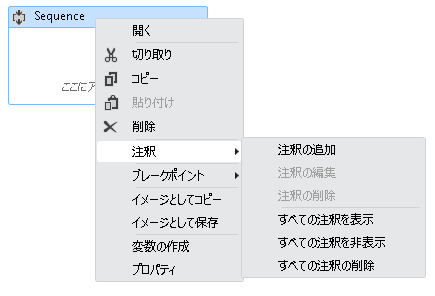 Sequence
開く
切り取り
コピー
ここにア
貼り付け
削除
注釈
注釈の追加
ブレークポイント
注釈の編集
イメージとしてコピー
注釈の削除
イメージとして保存
すべての注釈を表示
変数の作成
すべての注釈を非表示
プロパティ
すべての注釈の削除